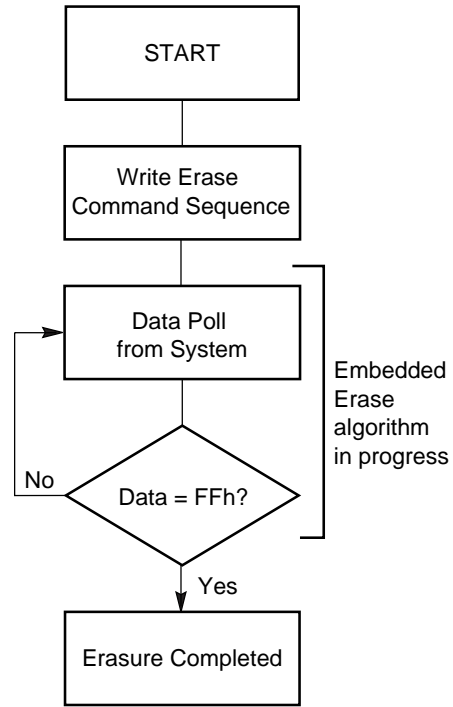 START
Write Erase
Command Sequence
Data Poll
from System
Embedded
Erase
algorithm
in progress
No
Data = FFh?
Yes
Erasure Completed